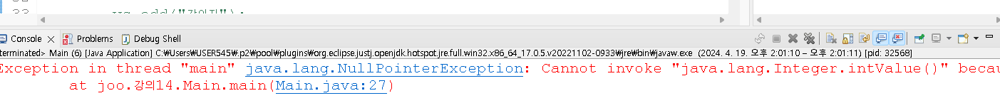 33
Console
Problems
Debug Shell
terminated> Main (6) [Java Application] C:₩Users₩USER545₩.p2₩pool₩plugins₩org.eclipse.justj.openjdk.hotspot.jre.full.win32.x86_64_17.0.5.v20221102-0933₩jre₩bin₩javaw.exe (2024. 4. 19. 오후 2:01:10 – 오후 2:01:11) [pid: 32568]
Exception in thread "main" java.lang.NullPointerException: Cannot invoke "java.lang.Integer.intValue()" becau
at joo.강의14.Main.main(Main.java:27)